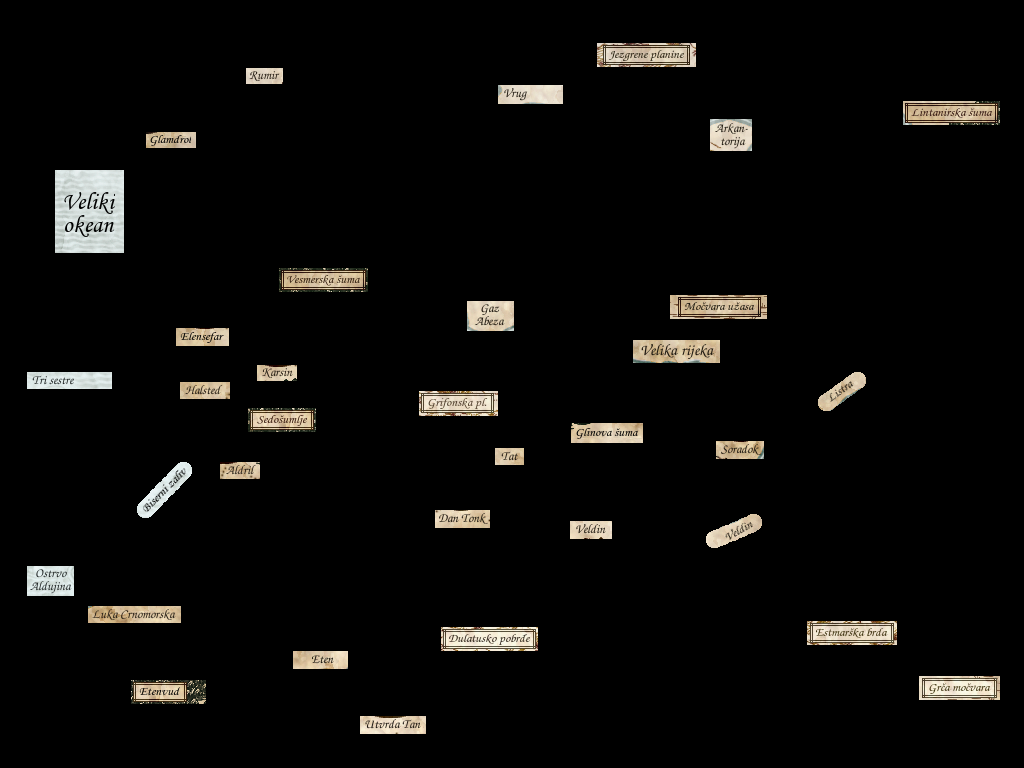 Jezgrene planine
Rumir
Vrug
Lintanirska šuma
Arkan-
torija
Glamdrol
Veliki
okean
Vesmerska šuma
Močvara užasa
Gaz
Abeza
Elensefar
Velika rijeka
Karsin
Tri sestre
Halsted
Listra
Grifonska pl.
Sedošumlje
Glinova šuma
Soradok
Tat
Aldril
Biserni zaliv
Dan Tonk
Veldin
Veldin
Ostrvo
Aldujina
Luka Crnomorska
Estmarška brda
Dulatusko pobrđe
Eten
Grča močvara
Etenvud
Utvrda Tan